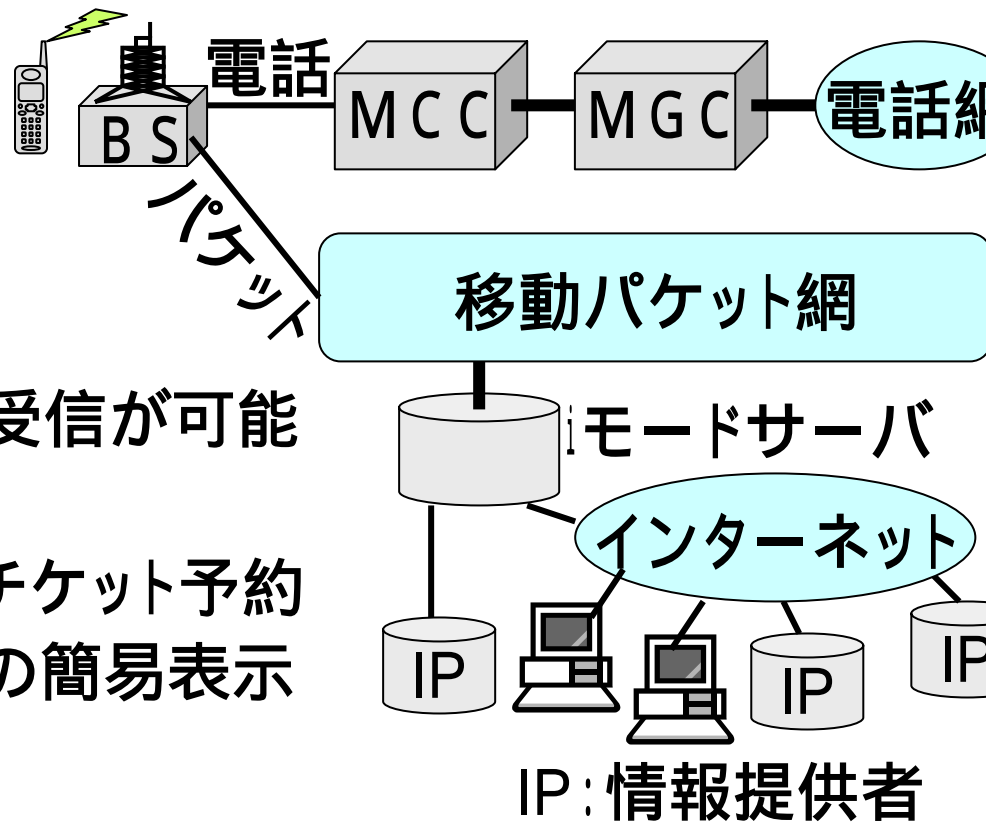 電話
BS
MCC
MGC
電話網
パケット
移動パケット網
受信が可能
iモードサーバ
インターネット
チケット予約
の簡易表示
IP
IP
IP
IP:情報提供者